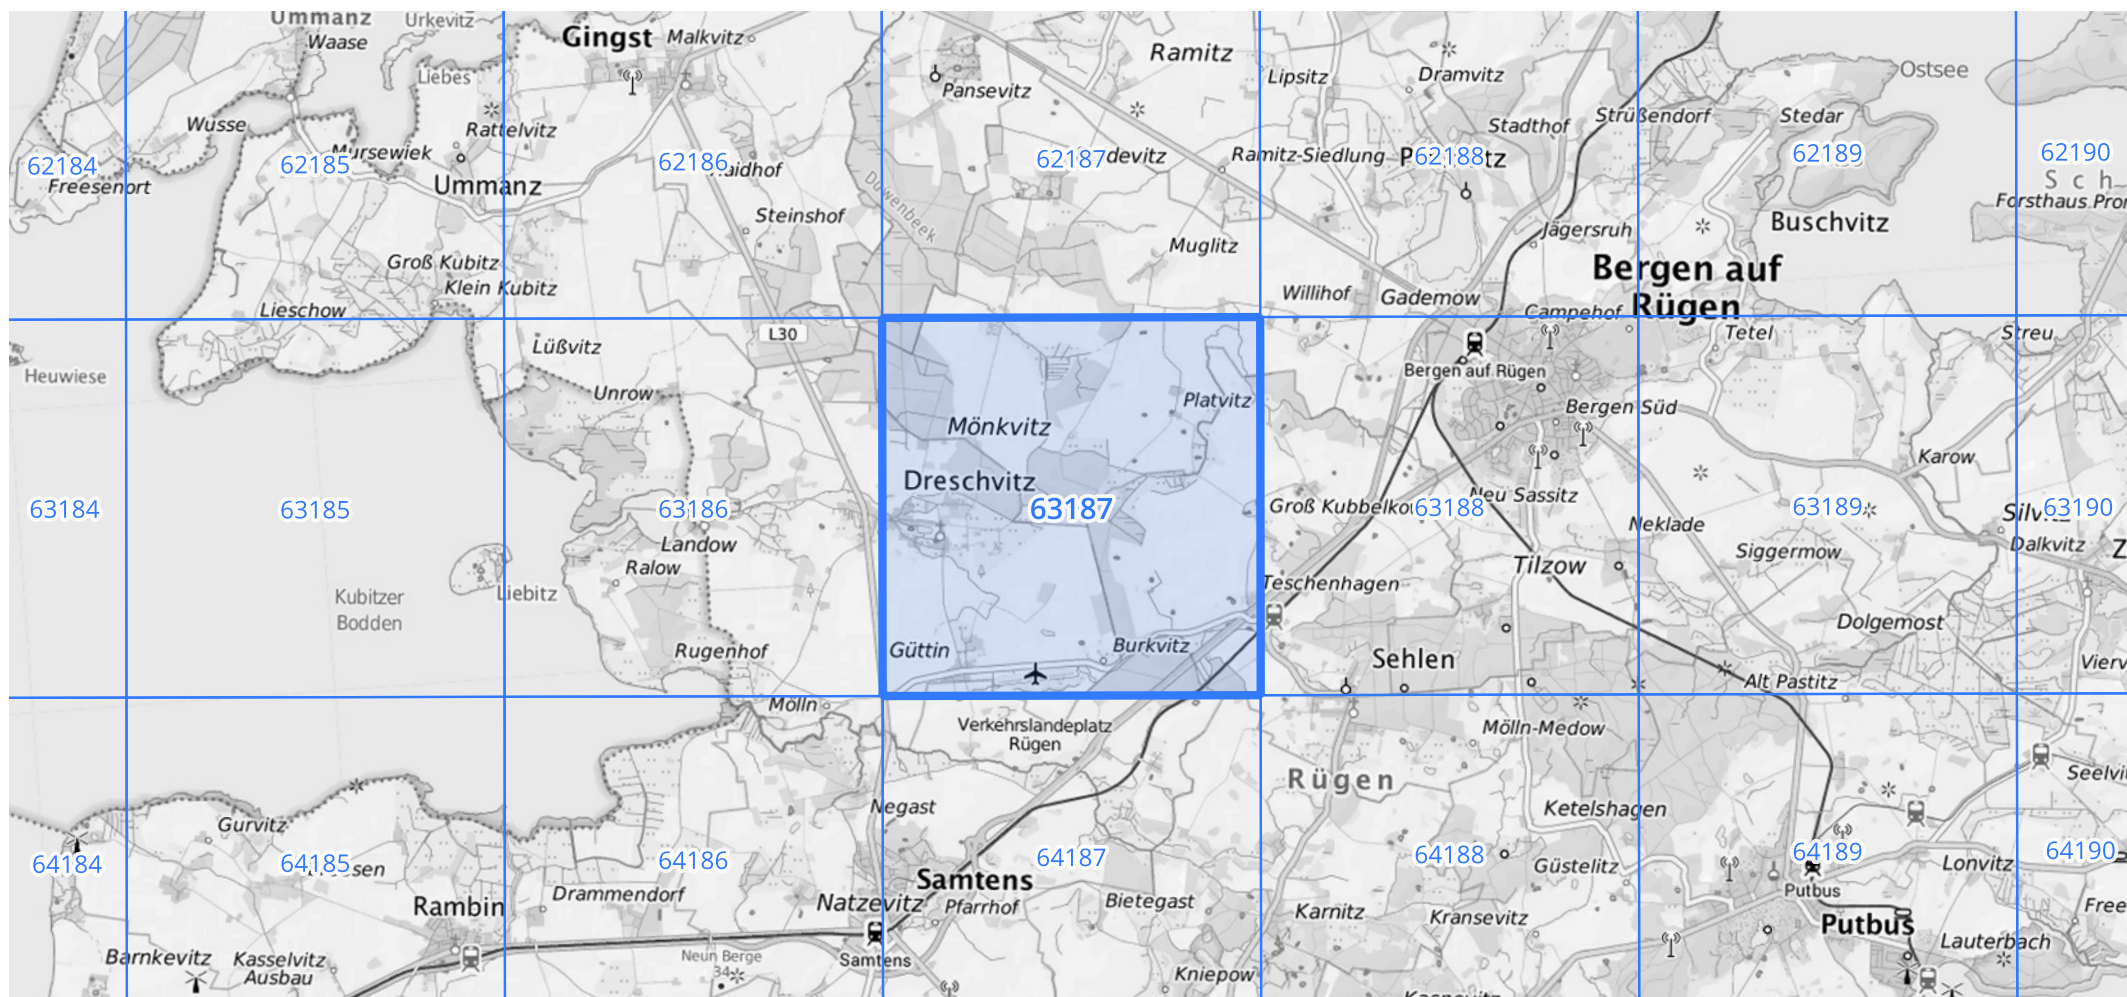 Ummanz
Urkevitz
Waase
Gingst
Malkvitz
Ramitz
Ostsee
Liebes
Pansevitz
Lipsitz
Dramvitz
Wusse
Rattelvitz
Stadthof
Strüßendorf
Stedar
Mursewiek
62184
62185
62186
62187
62188
62189
62190
Ramitz-Siedlung
Freesenort
Ummanz
Steinshof
Duwenbeek
Sch
Forsthaus
Buschvitz
Jägersruh
Muglitz
Groß Kubitz
Klein Kubitz
Bergen auf
Rügen
Lieschow
Willihof
Gademow
Campehof
L30
Tetel
Streu
Heuwiese
Lüßvitz
Unrow
Bergen auf Rügen
Platvitz
Bergen Süd
Mönkvitz
Karow
Dreschvitz
Neu Sassitz
63184
63185
63186
63187
Groß
63188
63189
63190
Neklade
Landow
Siggermow
Dalkvitz
Z
Ralow
Tilzow
Liebitz
Teschenhagen
Kubitzer
Bodden
Dolgemost
Rugenhof
Güttin
Burkvitz
Sehlen
Alt Pastitz
Mölln
Verkehrslandeplatz
Rügen
Mölln-Medow
Rügen
Negast
Ketelshagen
Gurvitz
64184
64185
64186
64187
64188
64189
64190
Güstelitz
Lonvitz
Samtens
Putbus
Drammendorf
Rambin
Natzevitz
Pfarrhof
Bietegast
Karnitz
Kransevitz
Putbus
Lauterbach
Barnkevitz
Kasselvitz
Ausbau
Neun Berge
34
Samtens
Kniepow